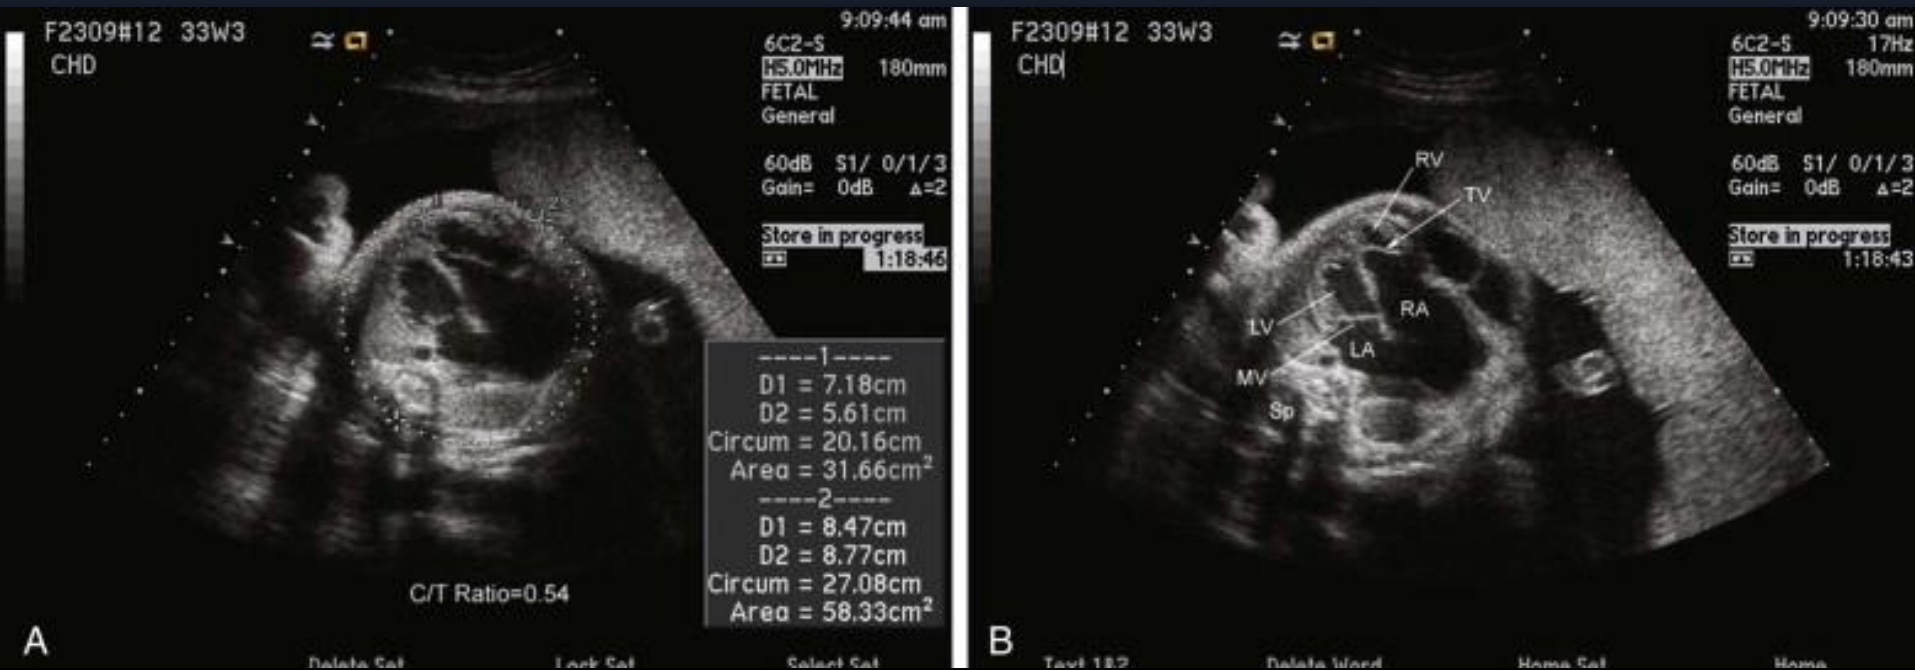 F2309#12 33W3
CHD
9:09:44 am
6C2-S
H5.0MHz 180mm
FETAL
General
60dB S1/ 0/1/3
Gain= 0dB Δ=2
Store in progress
1:18:46
1
2
----1----
D1 = 7.18cm
D2 = 5.61cm
Circum = 20.16cm
Area = 31.66cm²
----2----
D1 = 8.47cm
D2 = 8.77cm
Circum = 27.08cm
Area = 58.33cm²
C/T Ratio=0.54
A
Delete Set Lock Set Select Set
F2309#12 33W3
CHD
9:09:30 am
6C2-S 17Hz
H5.0MHz 180mm
FETAL
General
60dB S1/ 0/1/3
Gain= 0dB Δ=2
Store in progress
1:18:43
RV
TV
RA
LV
LA
MV
Sp
B
Text 1&2 Delete Word Home Set Home